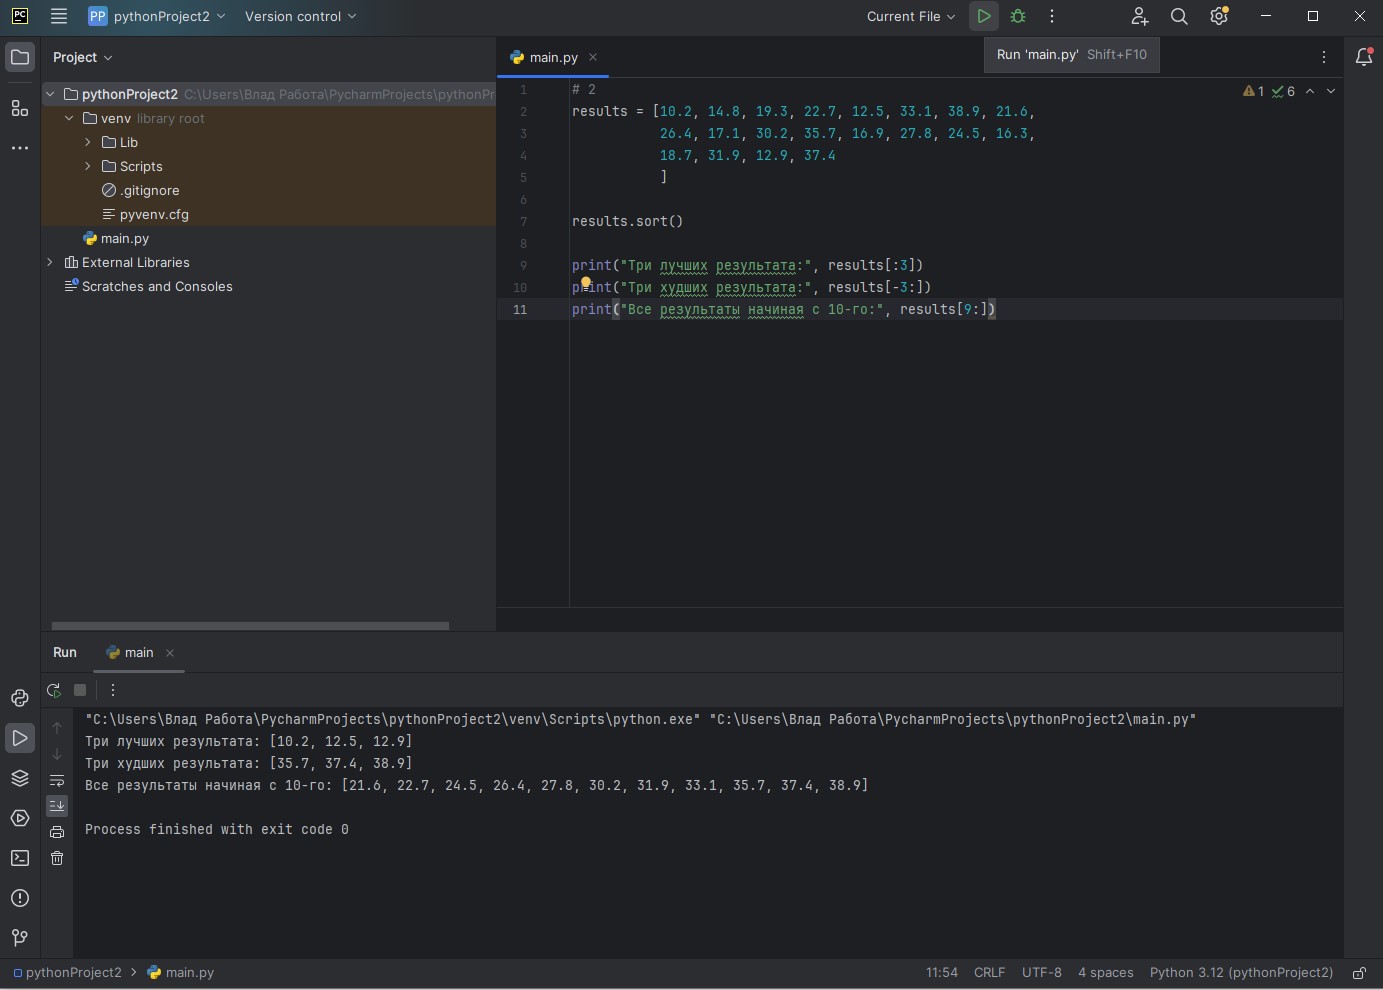 PC
PP pythonProject2
Version control
Current File
Run 'main.py' Shift+F10
Project
pythonProject2 C:\Users\Влад Работа\PycharmProjects\pythonPr
venv library root
Lib
Scripts
.gitignore
pyvenv.cfg
main.py
External Libraries
Scratches and Consoles
main.py
1 6
1 # 2
2 results = [10.2, 14.8, 19.3, 22.7, 12.5, 33.1, 38.9, 21.6,
3 26.4, 17.1, 30.2, 35.7, 16.9, 27.8, 24.5, 16.3,
4 18.7, 31.9, 12.9, 37.4
5 ]
6
7 results.sort()
8
9 print("Три лучших результата:", results[:3])
10 print("Три худших результата:", results[-3:])
11 print("Все результаты начиная с 10-го:", results[9:])
Run main
"C:\Users\Влад Работа\PycharmProjects\pythonProject2\venv\Scripts\python.exe" "C:\Users\Влад Работа\PycharmProjects\pythonProject2\main.py"
Три лучших результата: [10.2, 12.5, 12.9]
Три худших результата: [35.7, 37.4, 38.9]
Все результаты начиная с 10-го: [21.6, 22.7, 24.5, 26.4, 27.8, 30.2, 31.9, 33.1, 35.7, 37.4, 38.9]
Process finished with exit code 0
pythonProject2 > main.py
11:54 CRLF UTF-8 4 spaces Python 3.12 (pythonProject2)